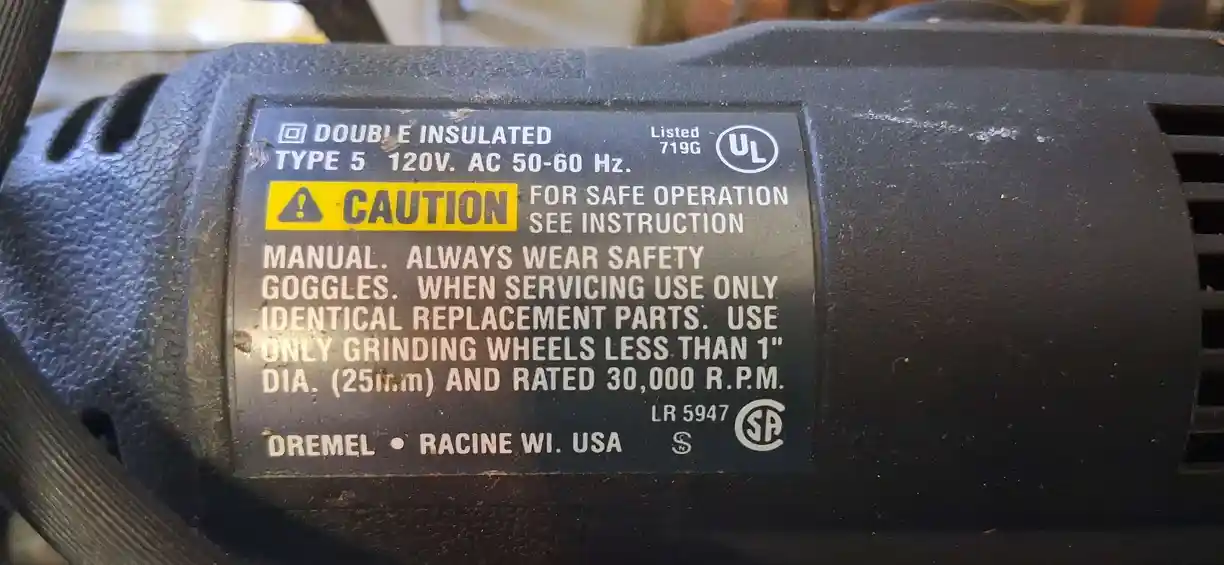 DOUBLE INSULATED
Listed
719G
UL
TYPE 5 120V. AC 50-60 Hz.
CAUTION
FOR SAFE OPERATION
SEE INSTRUCTION
MANUAL. ALWAYS WEAR SAFETY
GOGGLES. WHEN SERVICING USE ONLY
IDENTICAL REPLACEMENT PARTS. USE
ONLY GRINDING WHEELS LESS THAN 1"
DIA. (25mm) AND RATED 30,000 R.P.M.
LR 5947
SA
DREMEL • RACINE WI. USA
S
N